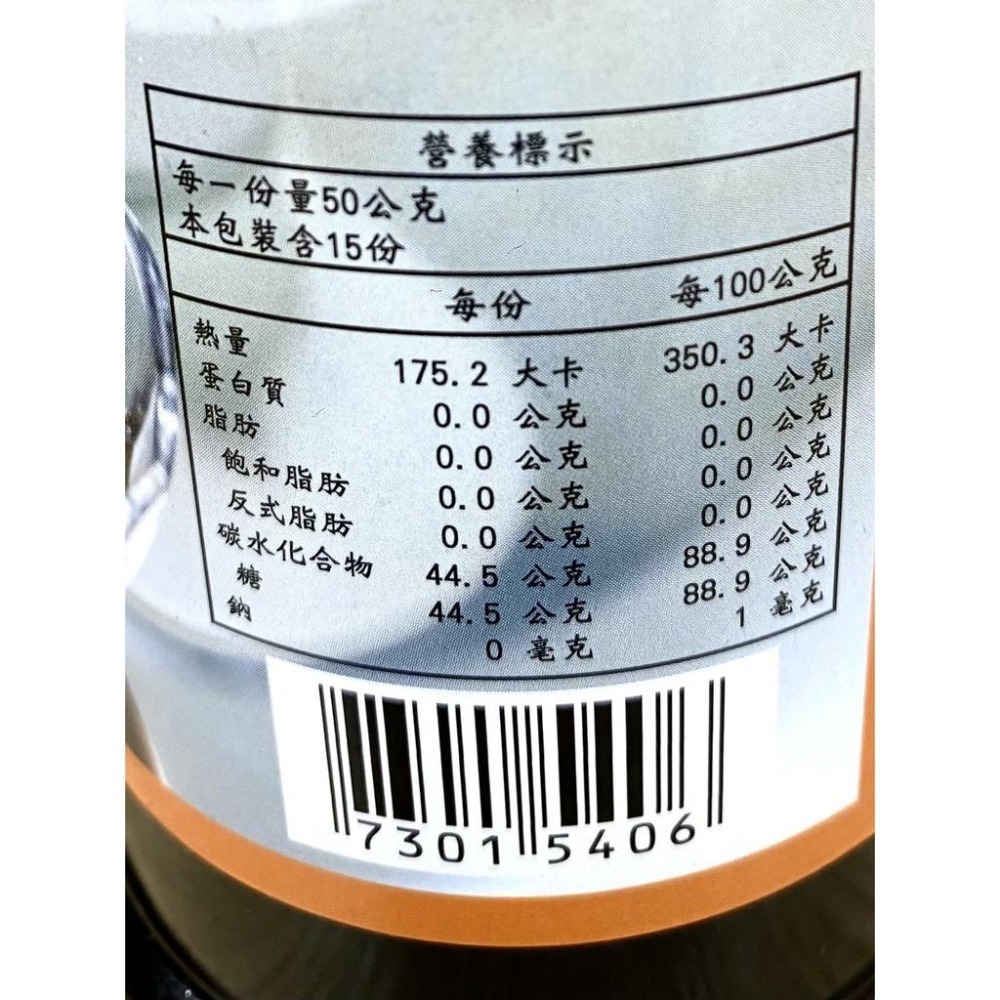 營養標示
每一份量50公克
本包裝含15份
每份 每100公克
熱量 175.2 大卡 350.3 大卡
蛋白質 0.0 公克 0.0 公克
脂肪 0.0 公克 0.0 公克
飽和脂肪 0.0 公克 0.0 公克
反式脂肪 0.0 公克 0.0 公克
碳水化合物 44.5 公克 88.9 公克
糖 44.5 公克 88.9 公克
鈉 0 毫克 1 毫克
73015406